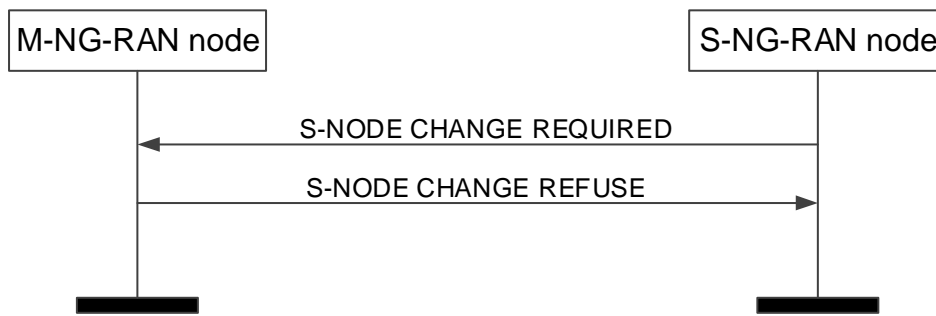 M-NG-RAN node
S-NG-RAN node
S-NODE CHANGE REQUIRED
S-NODE CHANGE REFUSE